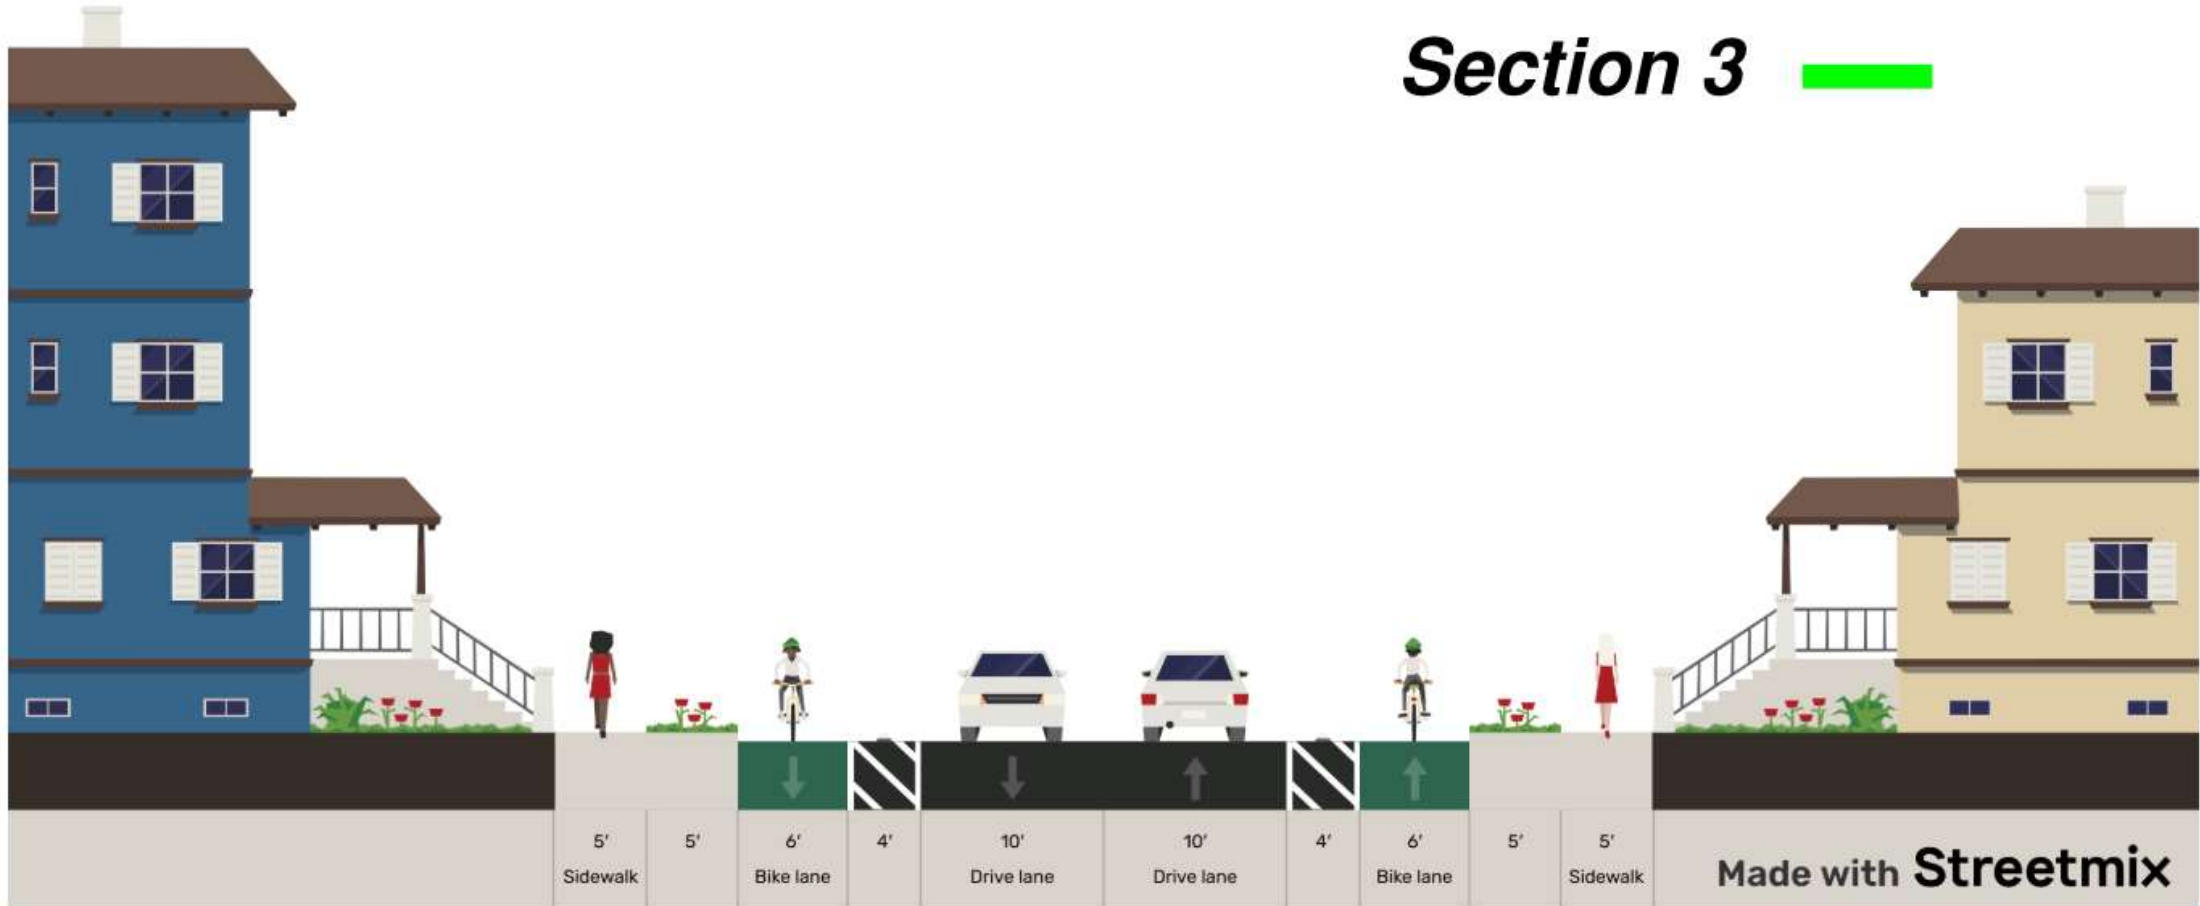 Section 3
5' 5' 6' 4' 10' 10' 4' 6' 5' 5'
Sidewalk Bike lane Drive lane Drive lane Bike lane Sidewalk
Made with Streetmix